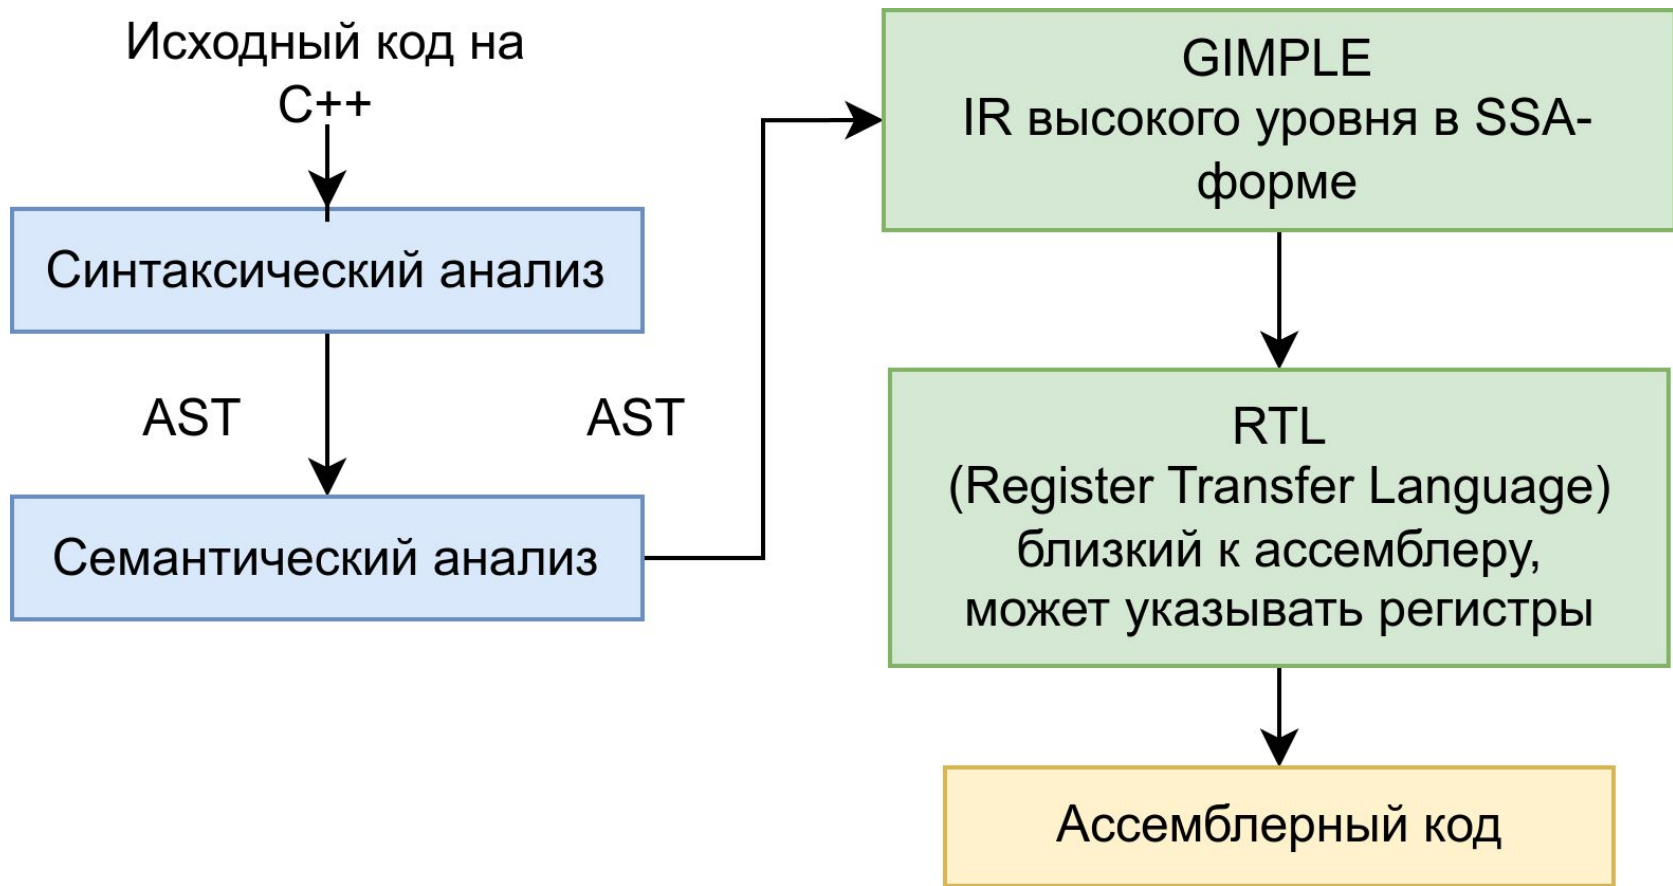 Исходный код на
C++
Синтаксический анализ
AST
Семантический анализ
AST
GIMPLE
IR высокого уровня в SSA-
форме
RTL
(Register Transfer Language)
близкий к ассемблеру,
может указывать регистры
Ассемблерный код